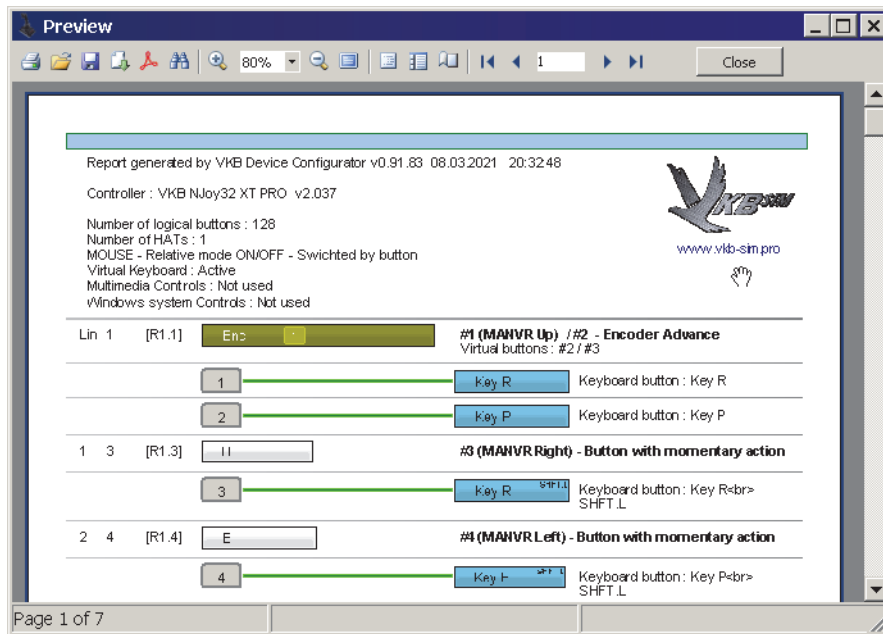 Preview
80%
1
Close
Report generated by VKB Device Configurator v0.91.83 08.03.2021 20:32:48
Controller : VKB NJoy32 XT PRO v2.037
VKB SIM
Number of logical buttons : 128
Number of HATs : 1
MOUSE - Relative mode ON/OFF - Swichted by button
www.vkb-sim.pro
Virtual Keyboard : Active
Multimedia Controls : Not used
Windows system Controls : Not used
Lin 1 [R1.1] Enc #1 (MANVR Up) / #2 - Encoder Advance
Virtual buttons : #2 / #3
1 Key R Keyboard button : Key R
2 Key P Keyboard button : Key P
1 3 [R1.3] #3 (MANVR Right) - Button with momentary action
3 Key R SHFT.L Keyboard button : Key R<br>
SHFT.L
2 4 [R1.4] #4 (MANVR Left) - Button with momentary action
4 Key Keyboard button : Key P<br>
SHFT.L
Page 1 of 7